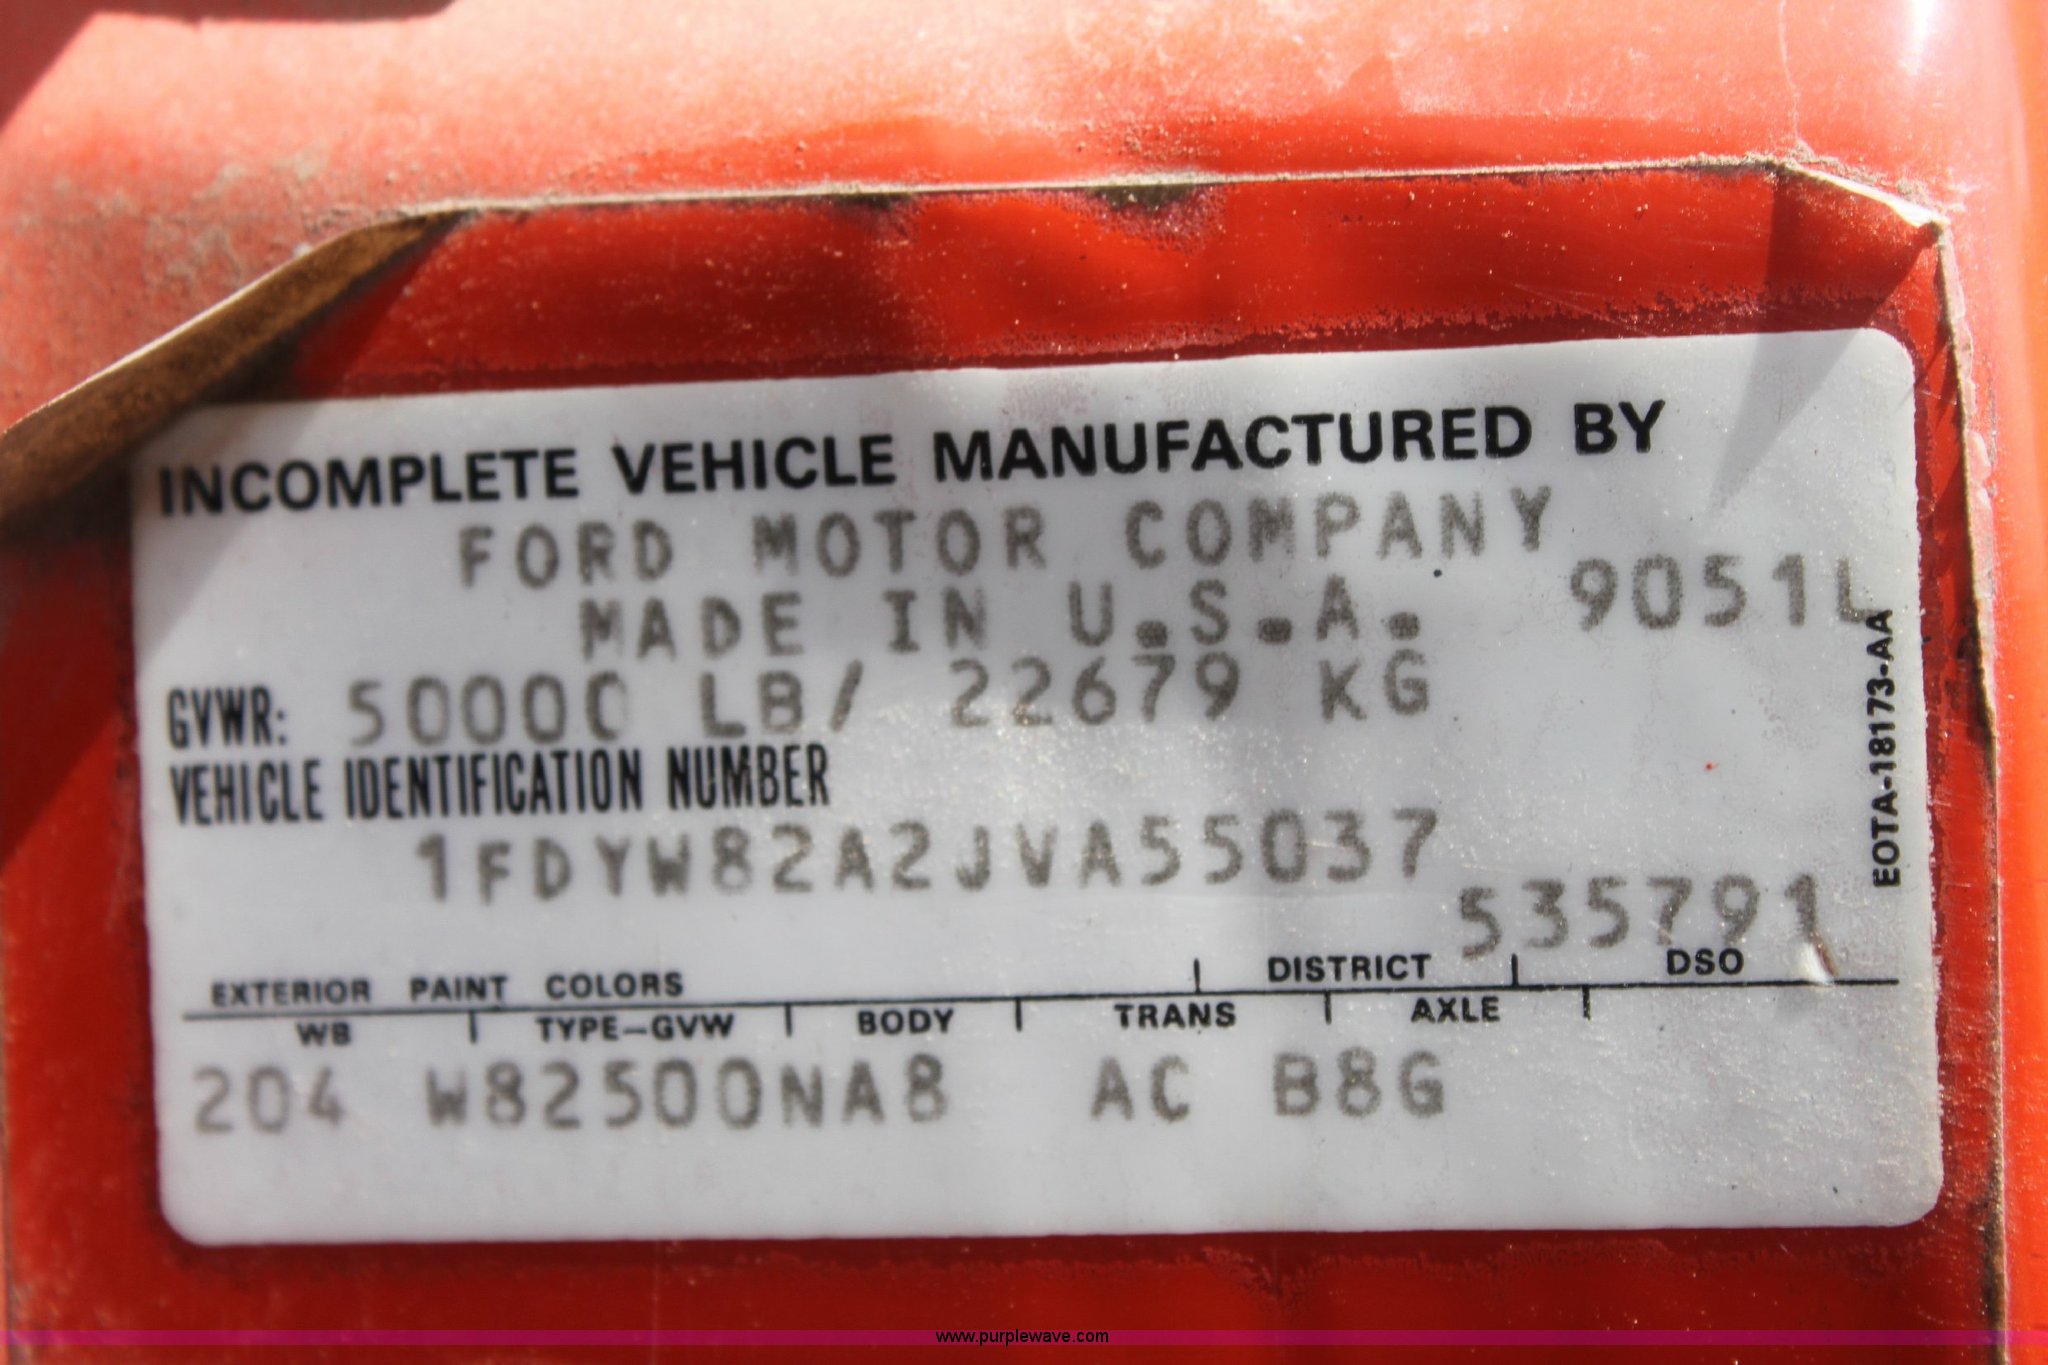 INCOMPLETE VEHICLE MANUFACTURED BY
FORD MOTOR COMPANY
MADE IN U.S.A. 9051L
GVWR: 50000 LB/ 22679 KG
VEHICLE IDENTIFICATION NUMBER
1FDYW82A2JVA55037
535791
EOTA-18173-AA
EXTERIOR PAINT COLORS DISTRICT DSO
WB TYPE-GVW BODY TRANS AXLE
204 W82500NA8 AC B8G
www.purplewave.com